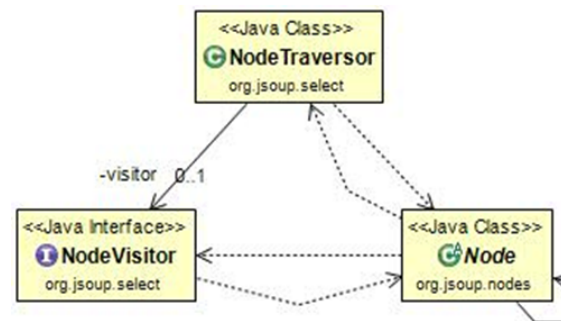 <<Java Class>>
C NodeTraversor
org.jsoup.select
-visitor 0..1
<<Java Interface>>
I NodeVisitor
org.jsoup.select
<<Java Class>>
C A Node
org.jsoup.nodes